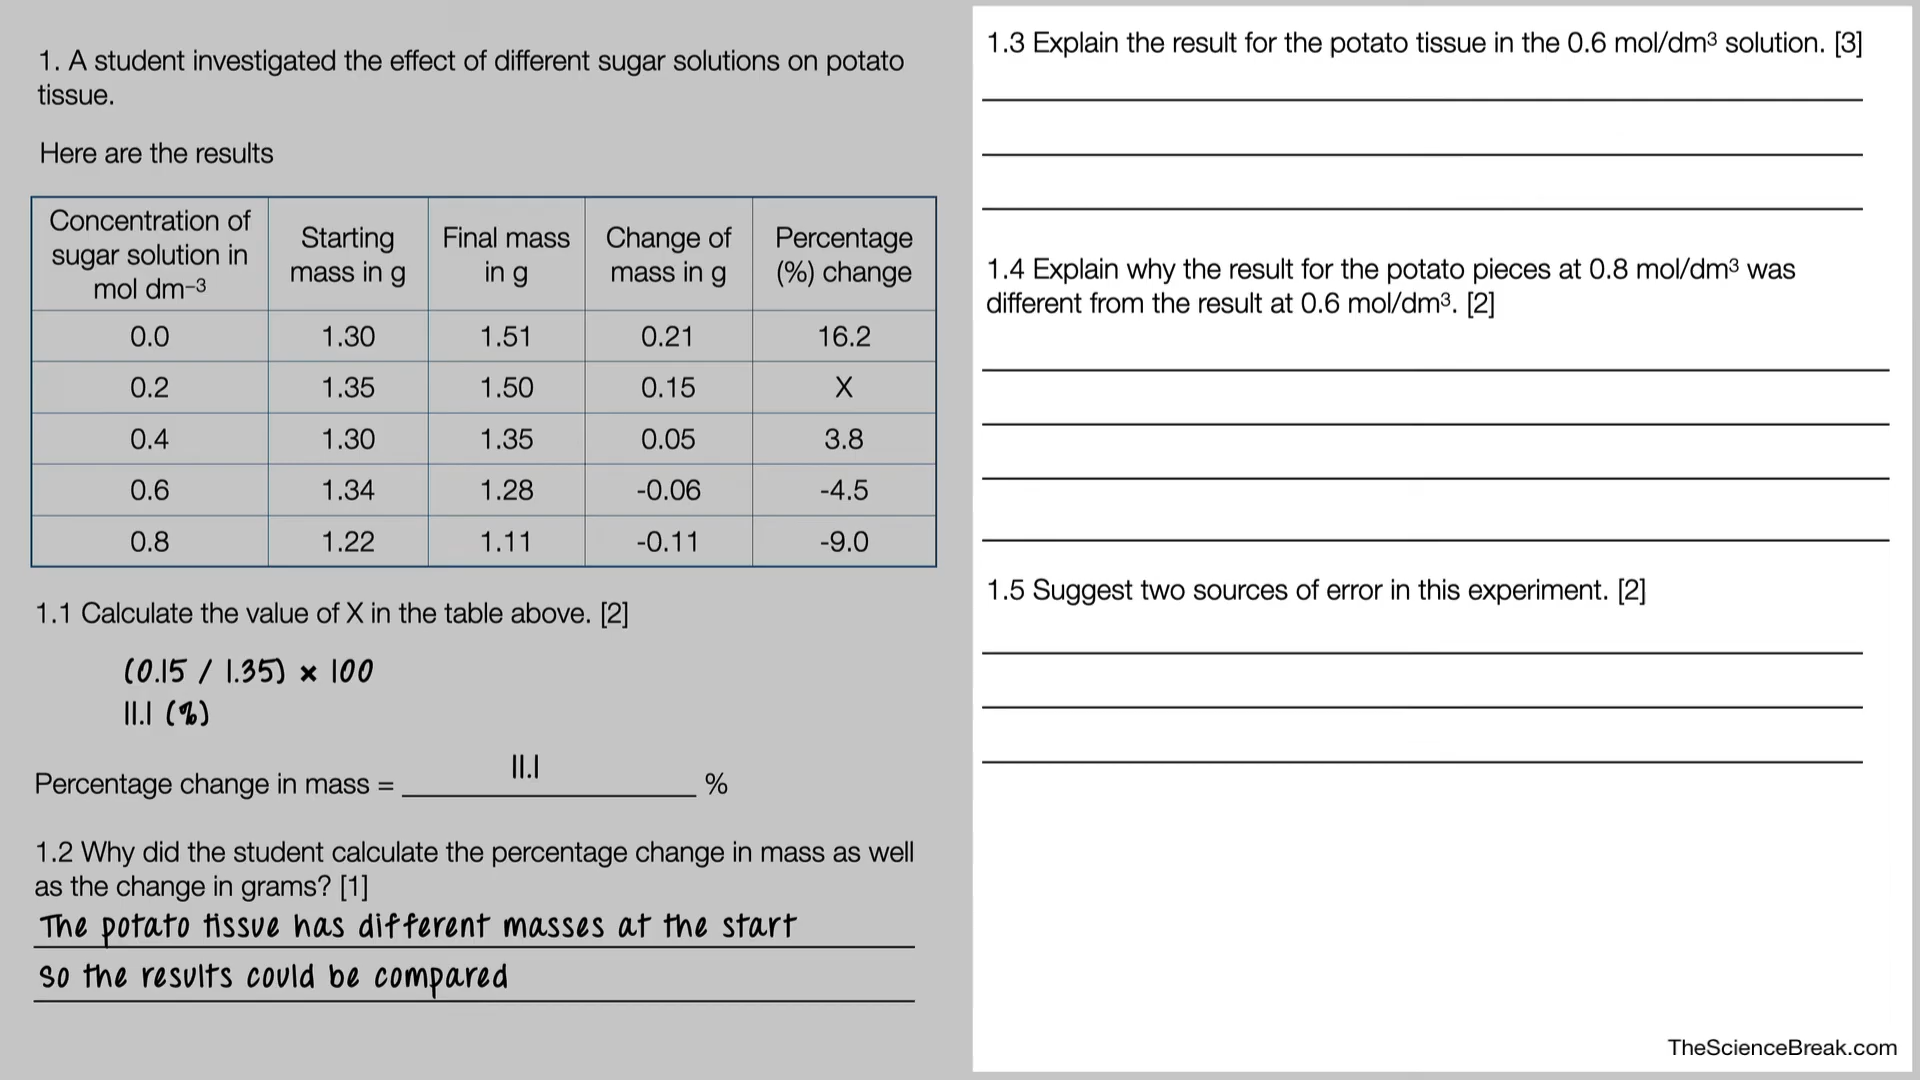 1. A student investigated the effect of different sugar solutions on potato
tissue.
Here are the results
Concentration of sugar solution in mol dm–3 Starting mass in g Final mass in g Change of mass in g Percentage (%) change
0.0 1.30 1.51 0.21 16.2
0.2 1.35 1.50 0.15 X
0.4 1.30 1.35 0.05 3.8
0.6 1.34 1.28 -0.06 -4.5
0.8 1.22 1.11 -0.11 -9.0
1.1 Calculate the value of X in the table above. [2]
(0.15 / 1.35) × 100
11.1 (%)
Percentage change in mass = 11.1 %
1.2 Why did the student calculate the percentage change in mass as well
as the change in grams? [1]
The potato tissue has different masses at the start
so the results could be compared
1.3 Explain the result for the potato tissue in the 0.6 mol/dm³ solution. [3]
1.4 Explain why the result for the potato pieces at 0.8 mol/dm³ was
different from the result at 0.6 mol/dm³. [2]
1.5 Suggest two sources of error in this experiment. [2]
TheScienceBreak.com